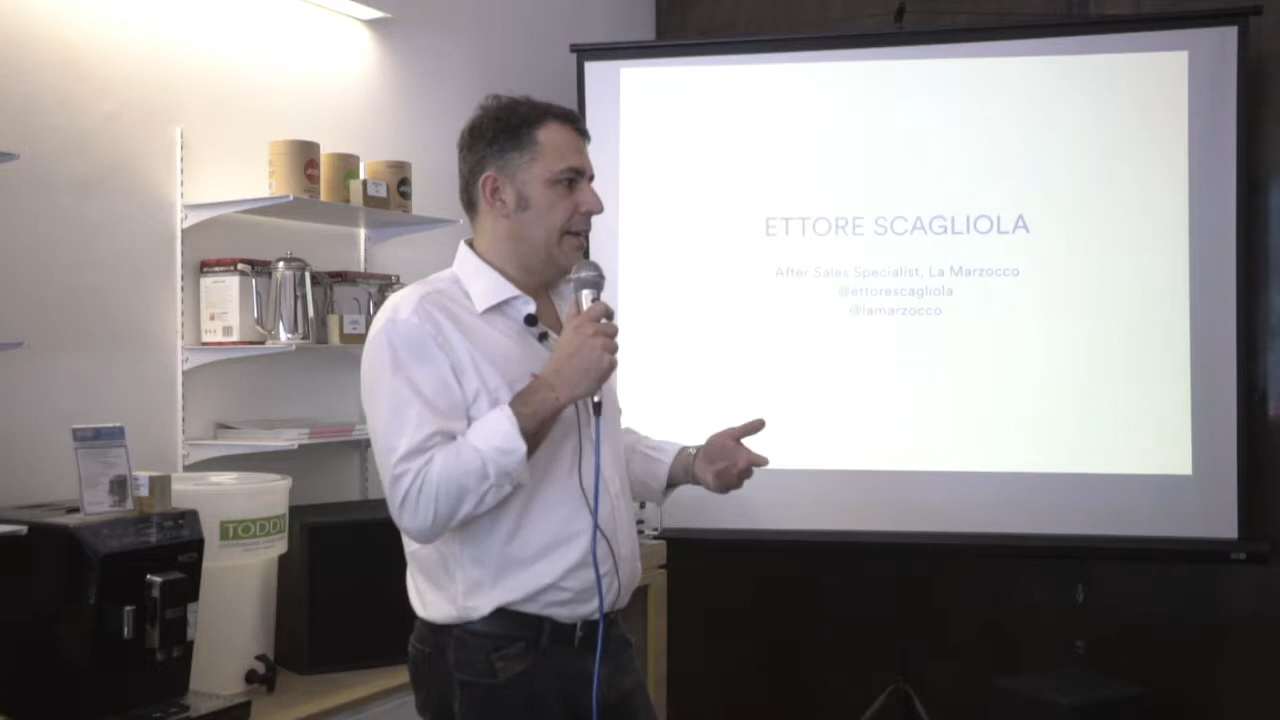 ETTORE SCAGLIOLA
After Sales Specialist, La Marzocco
@ettorescagliola
@lamarzocco
TODDY